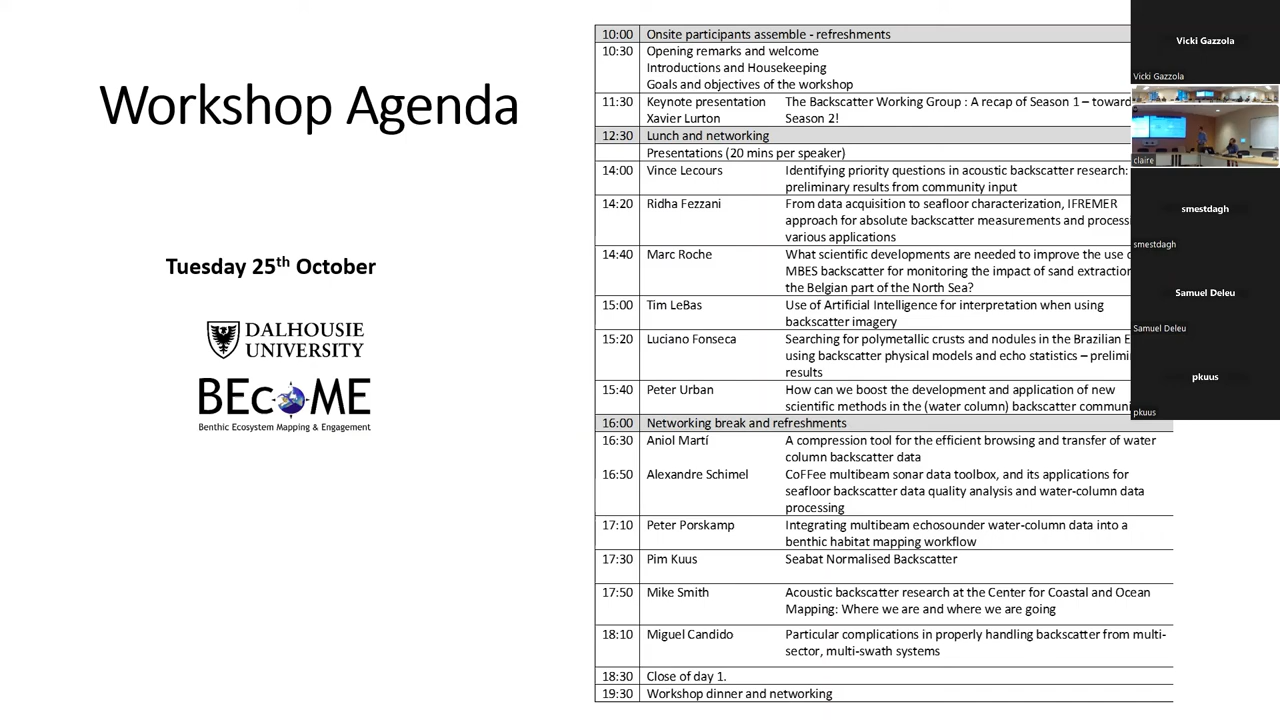 Workshop Agenda
Tuesday 25th October
DALHOUSIE
UNIVERSITY
BEcOME
Benthic Ecosystem Mapping & Engagement
10:00 Onsite participants assemble - refreshments
10:30 Opening remarks and welcome
Introductions and Housekeeping
Goals and objectives of the workshop
11:30 Keynote presentation The Backscatter Working Group : A recap of Season 1 – toward
Xavier Lurton Season 2!
12:30 Lunch and networking
Presentations (20 mins per speaker)
14:00 Vince Lecours Identifying priority questions in acoustic backscatter research:
preliminary results from community input
14:20 Ridha Fezzani From data acquisition to seafloor characterization, IFREMER
approach for absolute backscatter measurements and process
various applications
14:40 Marc Roche What scientific developments are needed to improve the use
MBES backscatter for monitoring the impact of sand extraction
the Belgian part of the North Sea?
15:00 Tim LeBas Use of Artificial Intelligence for interpretation when using
backscatter imagery
15:20 Luciano Fonseca Searching for polymetallic crusts and nodules in the Brazilian E
using backscatter physical models and echo statistics – prelimi
results
15:40 Peter Urban How can we boost the development and application of new
scientific methods in the (water column) backscatter communi
16:00 Networking break and refreshments
16:30 Aniol Martí A compression tool for the efficient browsing and transfer of water
column backscatter data
16:50 Alexandre Schimel CoFFee multibeam sonar data toolbox, and its applications for
seafloor backscatter data quality analysis and water-column data
processing
17:10 Peter Porskamp Integrating multibeam echosounder water-column data into a
benthic habitat mapping workflow
17:30 Pim Kuus Seabat Normalised Backscatter
17:50 Mike Smith Acoustic backscatter research at the Center for Coastal and Ocean
Mapping: Where we are and where we are going
18:10 Miguel Candido Particular complications in properly handling backscatter from multi-
sector, multi-swath systems
18:30 Close of day 1.
19:30 Workshop dinner and networking
Vicki Gazzola
Vicki Gazzola
claire
smestdagh
smestdagh
Samuel Deleu
Samuel Deleu
pkuus
pkuus